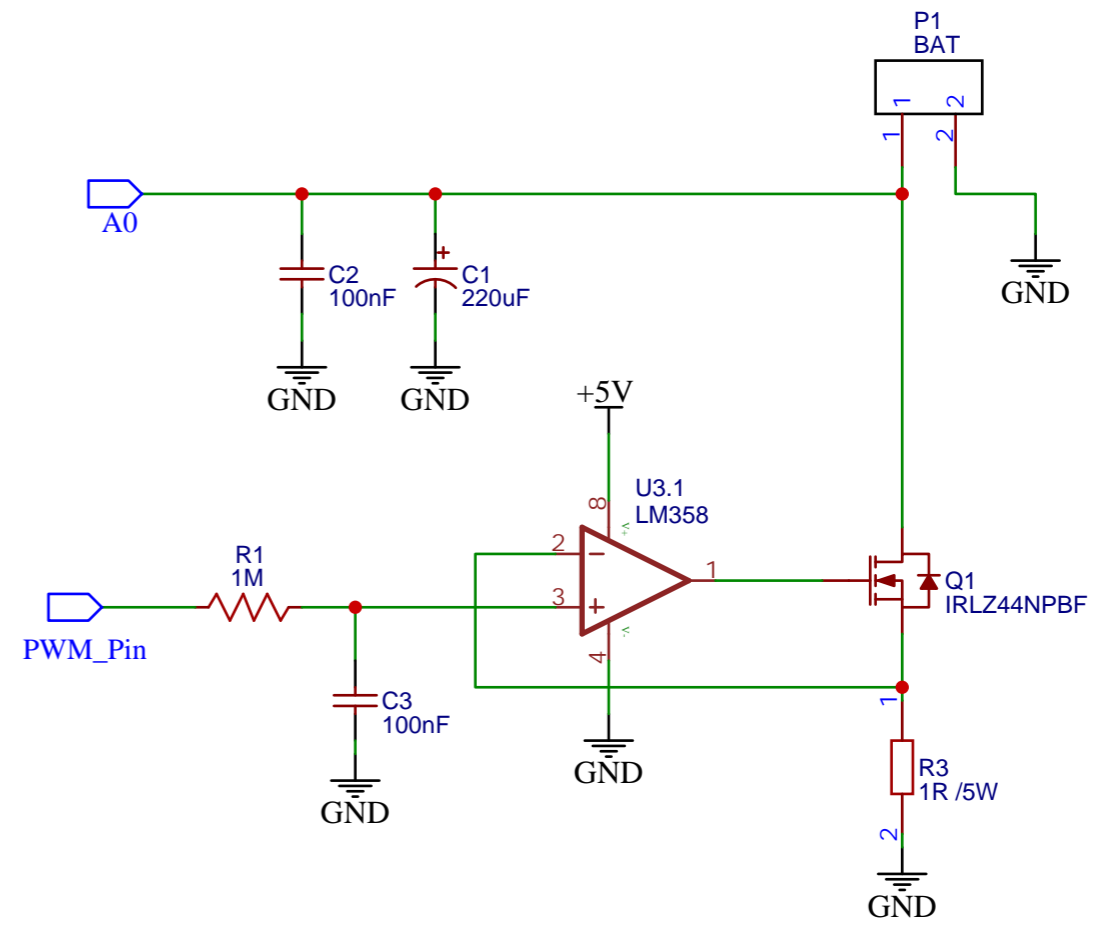 P1
BAT
1
2
1
2
A0
C2
100nF
C1
220uF
+
GND
GND
GND
+5V
8
U3.1
LM358
V+
2
3
1
4
V-
R1
1M
PWM_Pin
Q1
IRLZ44NPBF
C3
100nF
GND
GND
1
R3
1R /5W
2
GND